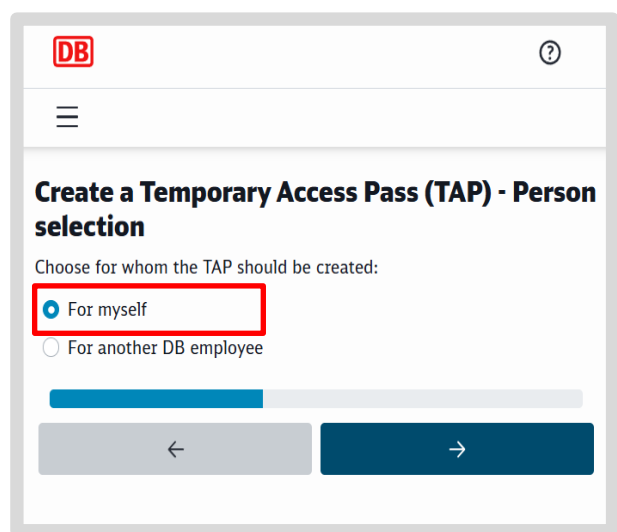 DB
Create a Temporary Access Pass (TAP) - Person
selection
Choose for whom the TAP should be created:
For myself
For another DB employee